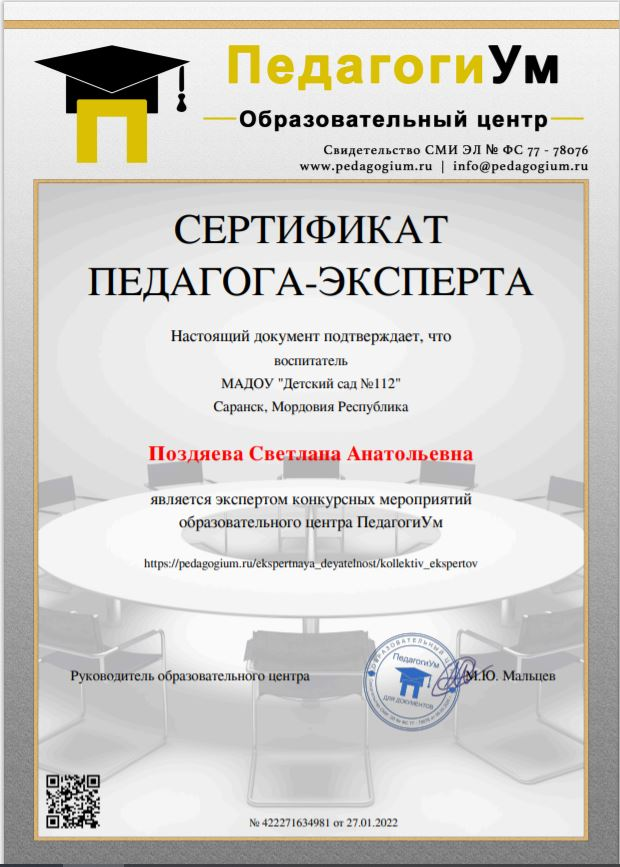 ПедагогиУм
Образовательный центр
Свидетельство СМИ ЭЛ № ФС 77 - 78076
www.pedagogium.ru | info@pedagogium.ru
СЕРТИФИКАТ
ПЕДАГОГА-ЭКСПЕРТА
Настоящий документ подтверждает, что
воспитатель
МАДОУ "Детский сад №112"
Саранск, Мордовия Республика
Поздяева Светлана Анатольевна
является экспертом конкурсных мероприятий
образовательного центра ПедагогиУм
https://pedagogium.ru/ekspertnaya_deyatelnost/kollektiv_ekspertov
Руководитель образовательного центра
ПедагогиУм
ДЛЯ ДОКУМЕНТОВ
М.Ю. Мальцев
№ 422271634981 от 27.01.2022